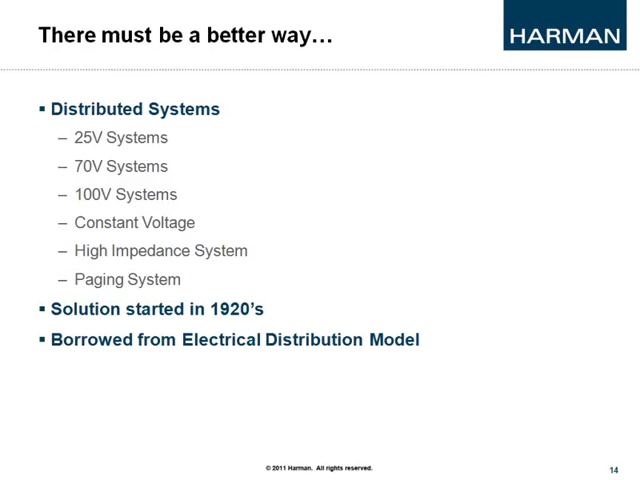 There must be a better way…
HARMAN
▪ Distributed Systems
– 25V Systems
– 70V Systems
– 100V Systems
– Constant Voltage
– High Impedance System
– Paging System
▪ Solution started in 1920’s
▪ Borrowed from Electrical Distribution Model
© 2011 Harman. All rights reserved.
14